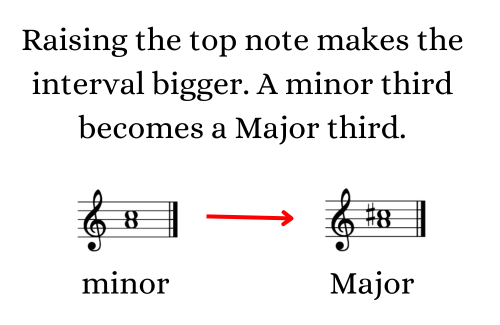 Raising the top note makes the
interval bigger. A minor third
becomes a Major third.
minor
Major